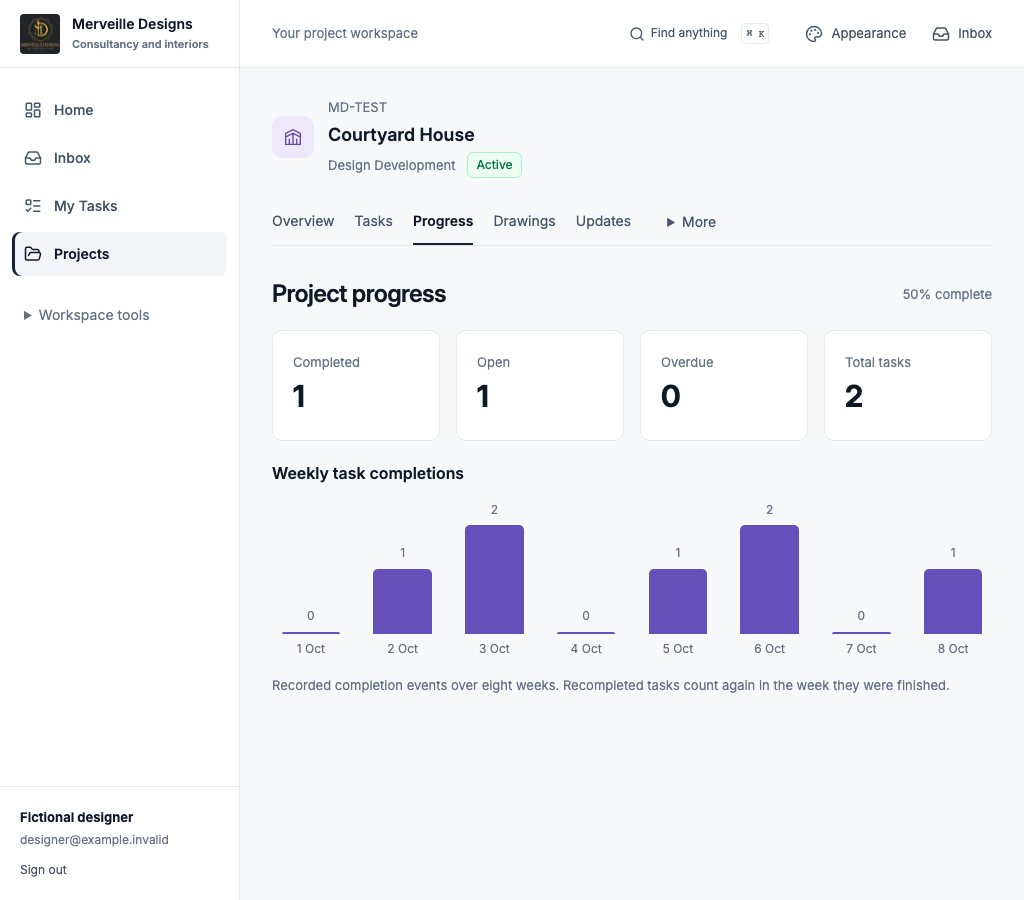 Merveille Designs
Consultancy and interiors
Your project workspace
Find anything
⌘ K
Appearance
Inbox
Home
Inbox
My Tasks
Projects
Workspace tools
MD-TEST
Courtyard House
Design Development
Active
Overview
Tasks
Progress
Drawings
Updates
More
Project progress
50% complete
Completed
1
Open
1
Overdue
0
Total tasks
2
Weekly task completions
0
1
2
0
1
2
0
1
1 Oct
2 Oct
3 Oct
4 Oct
5 Oct
6 Oct
7 Oct
8 Oct
Recorded completion events over eight weeks. Recompleted tasks count again in the week they were finished.
Fictional designer
designer@example.invalid
Sign out